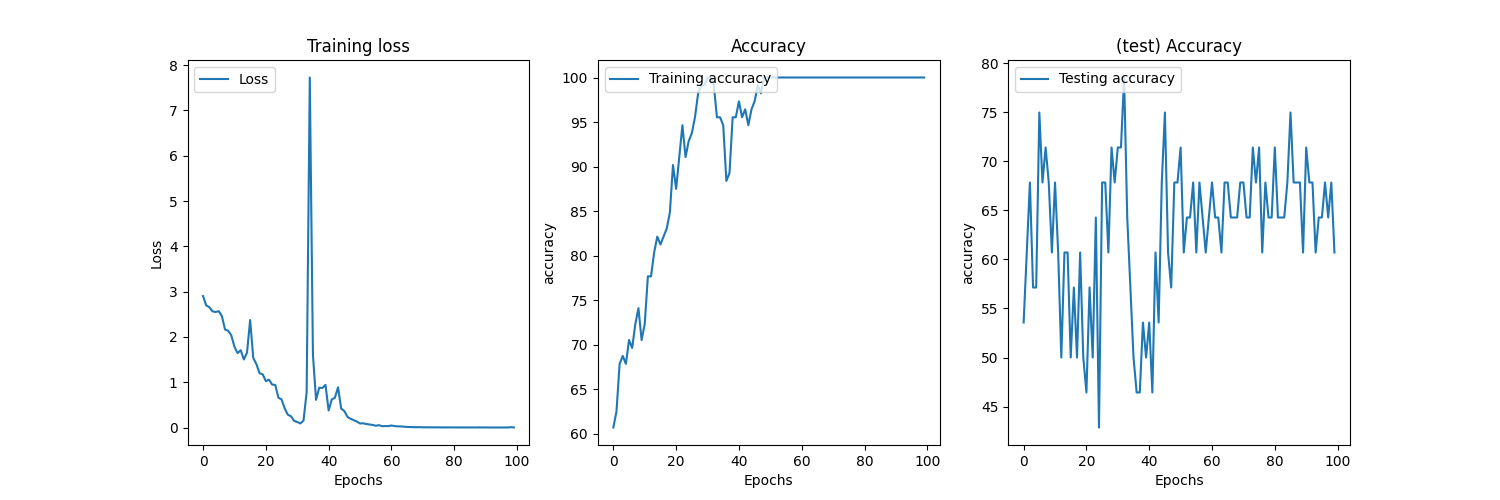 Training loss
Loss
8
7
6
5
4
3
2
1
0
Loss
0 20 40 60 80 100
Epochs
Accuracy
Training accuracy
100
95
90
85
80
75
70
65
60
accuracy
0 20 40 60 80 100
Epochs
(test) Accuracy
Testing accuracy
80
75
70
65
60
55
50
45
accuracy
0 20 40 60 80 100
Epochs